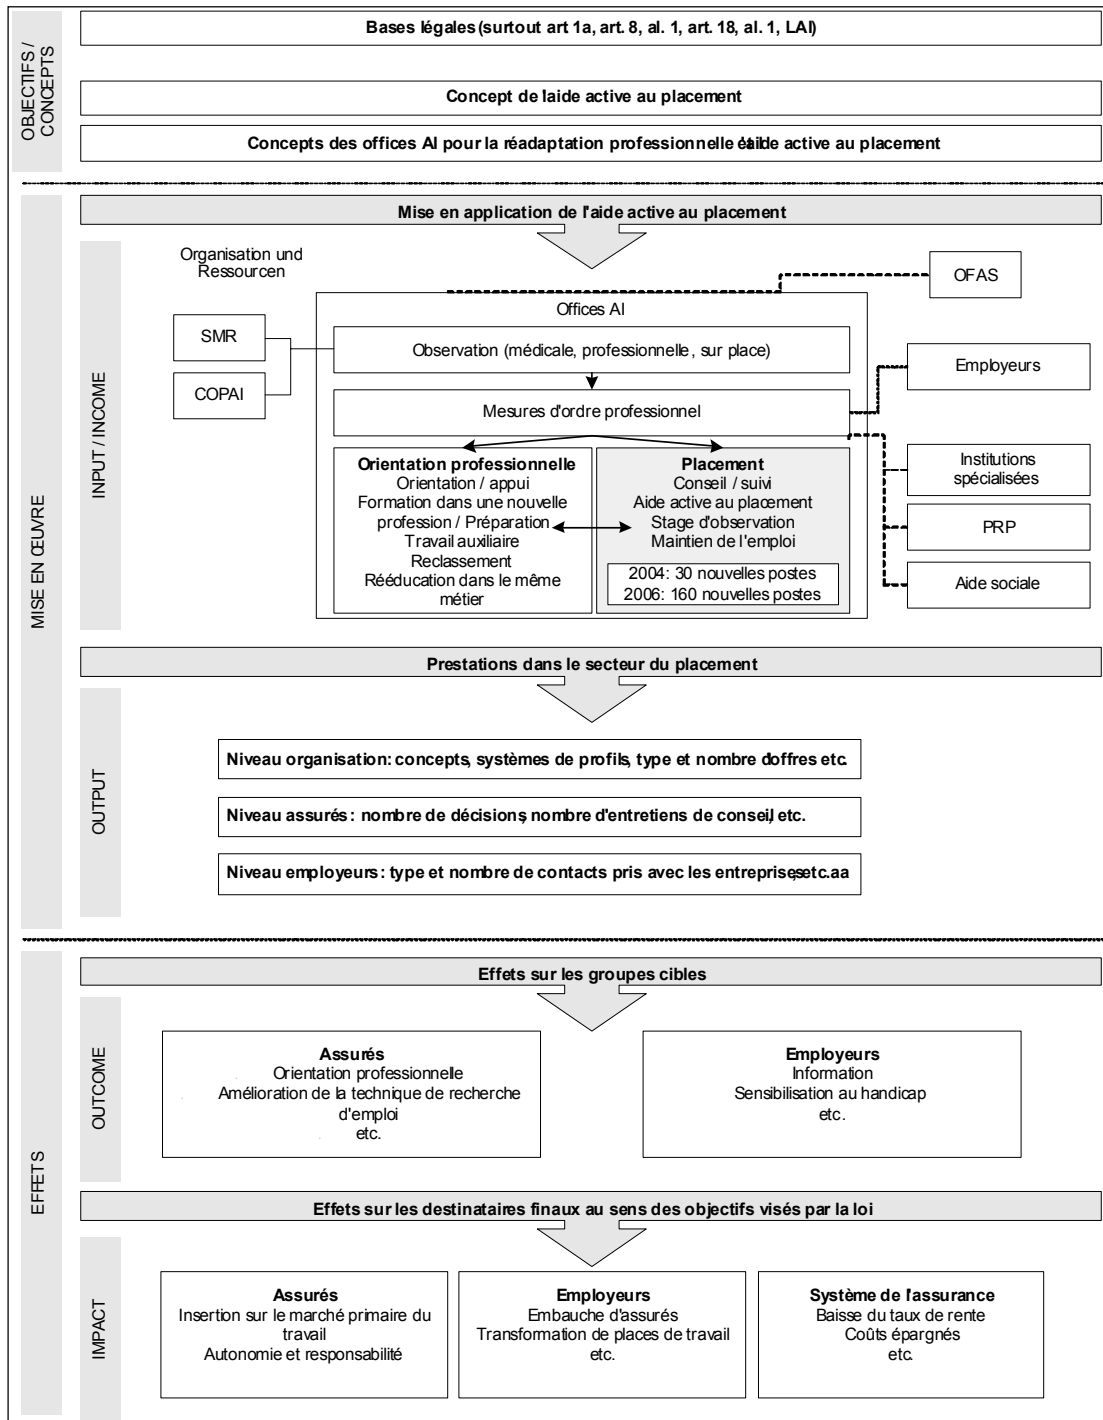 OBJECTIFS /
CONCEPTS
Bases légales (surtout art 1a, art. 8, al. 1, art. 18, al. 1, LAI)
Concept de laide active au placement
Concepts des offices AI pour la réadaptation professionnelle et aide active au placement
MISE EN ŒUVRE
Mise en application de l'aide active au placement
INPUT / INCOME
Organisation und
Ressourcen
OFAS
Offices AI
SMR
COPAI
Observation (médicale, professionnelle, sur place)
Employeurs
Mesures d'ordre professionnel
Orientation professionnelle
Orientation / appui
Formation dans une nouvelle
profession / Préparation
Travail auxiliaire
Reclassement
Rééducation dans le même
métier
Placement
Conseil / suivi
Aide active au placement
Stage d'observation
Maintien de l'emploi
2004: 30 nouvelles postes
2006: 160 nouvelles postes
Institutions
spécialisées
PRP
Aide sociale
Prestations dans le secteur du placement
OUTPUT
Niveau organisation: concepts, systèmes de profils, type et nombre doffres etc.
Niveau assurés : nombre de décisions, nombre d'entretiens de conseil, etc.
Niveau employeurs : type et nombre de contacts pris avec les entreprises, etc.aa
EFFETS
Effets sur les groupes cibles
OUTCOME
Assurés
Orientation professionnelle
Amélioration de la technique de recherche
d'emploi
etc.
Employeurs
Information
Sensibilisation au handicap
etc.
Effets sur les destinataires finaux au sens des objectifs visés par la loi
IMPACT
Assurés
Insertion sur le marché primaire du
travail
Autonomie et responsabilité
Employeurs
Embauche d'assurés
Transformation de places de travail
etc.
Système de l'assurance
Baisse du taux de rente
Coûts épargnés
etc.